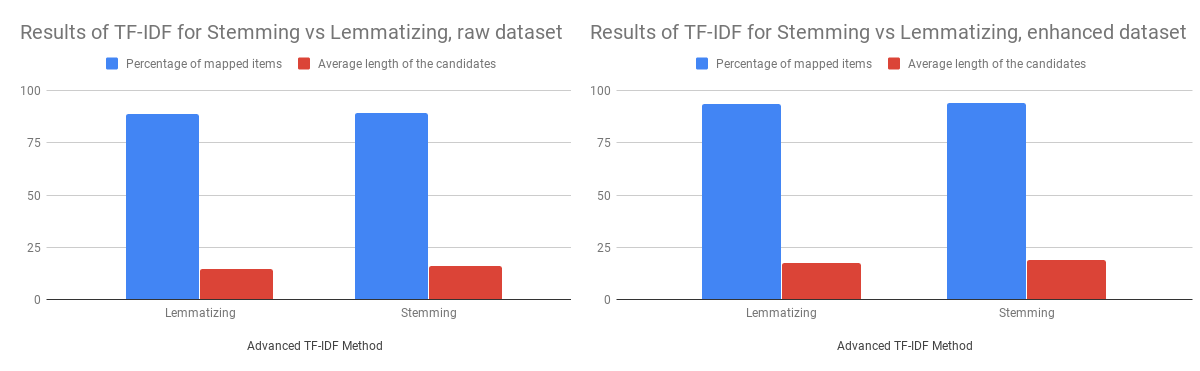 Results of TF-IDF for Stemming vs Lemmatizing, raw dataset
Percentage of mapped items
Average length of the candidates
100
75
50
25
0
Lemmatizing
Stemming
Advanced TF-IDF Method
Results of TF-IDF for Stemming vs Lemmatizing, enhanced dataset
Percentage of mapped items
Average length of the candidates
100
75
50
25
0
Lemmatizing
Stemming
Advanced TF-IDF Method